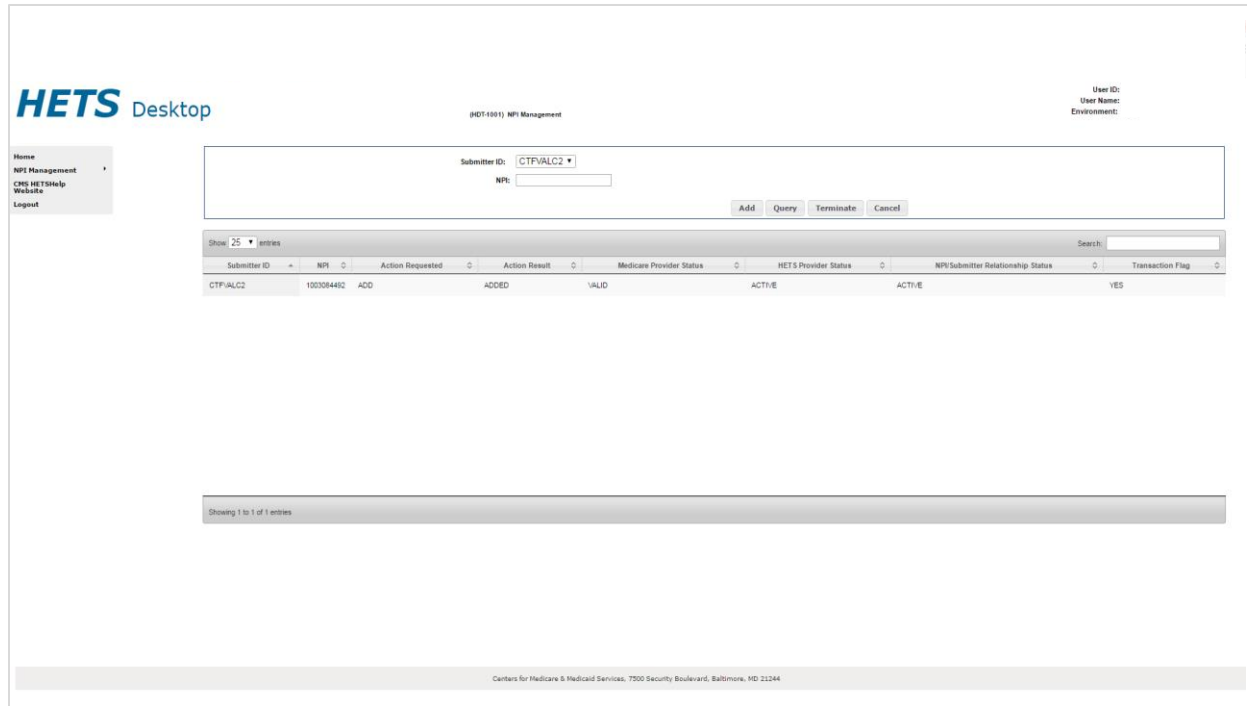 HETS Desktop
(HDT-1001) NPI Management
User ID:
User Name:
Environment:
Home
NPI Management
CMS HETSHelp
Website
Logout
Submitter ID: CTFVALC2
NPI:
Add Query Terminate Cancel
Show 25 entries Search:
Submitter ID NPI Action Requested Action Result Medicare Provider Status HETS Provider Status NPI/Submitter Relationship Status Transaction Flag
CTFVALC2 1003084492 ADD ADDED VALID ACTIVE ACTIVE YES
Showing 1 to 1 of 1 entries
Centers for Medicare & Medicaid Services, 7500 Security Boulevard, Baltimore, MD 21244